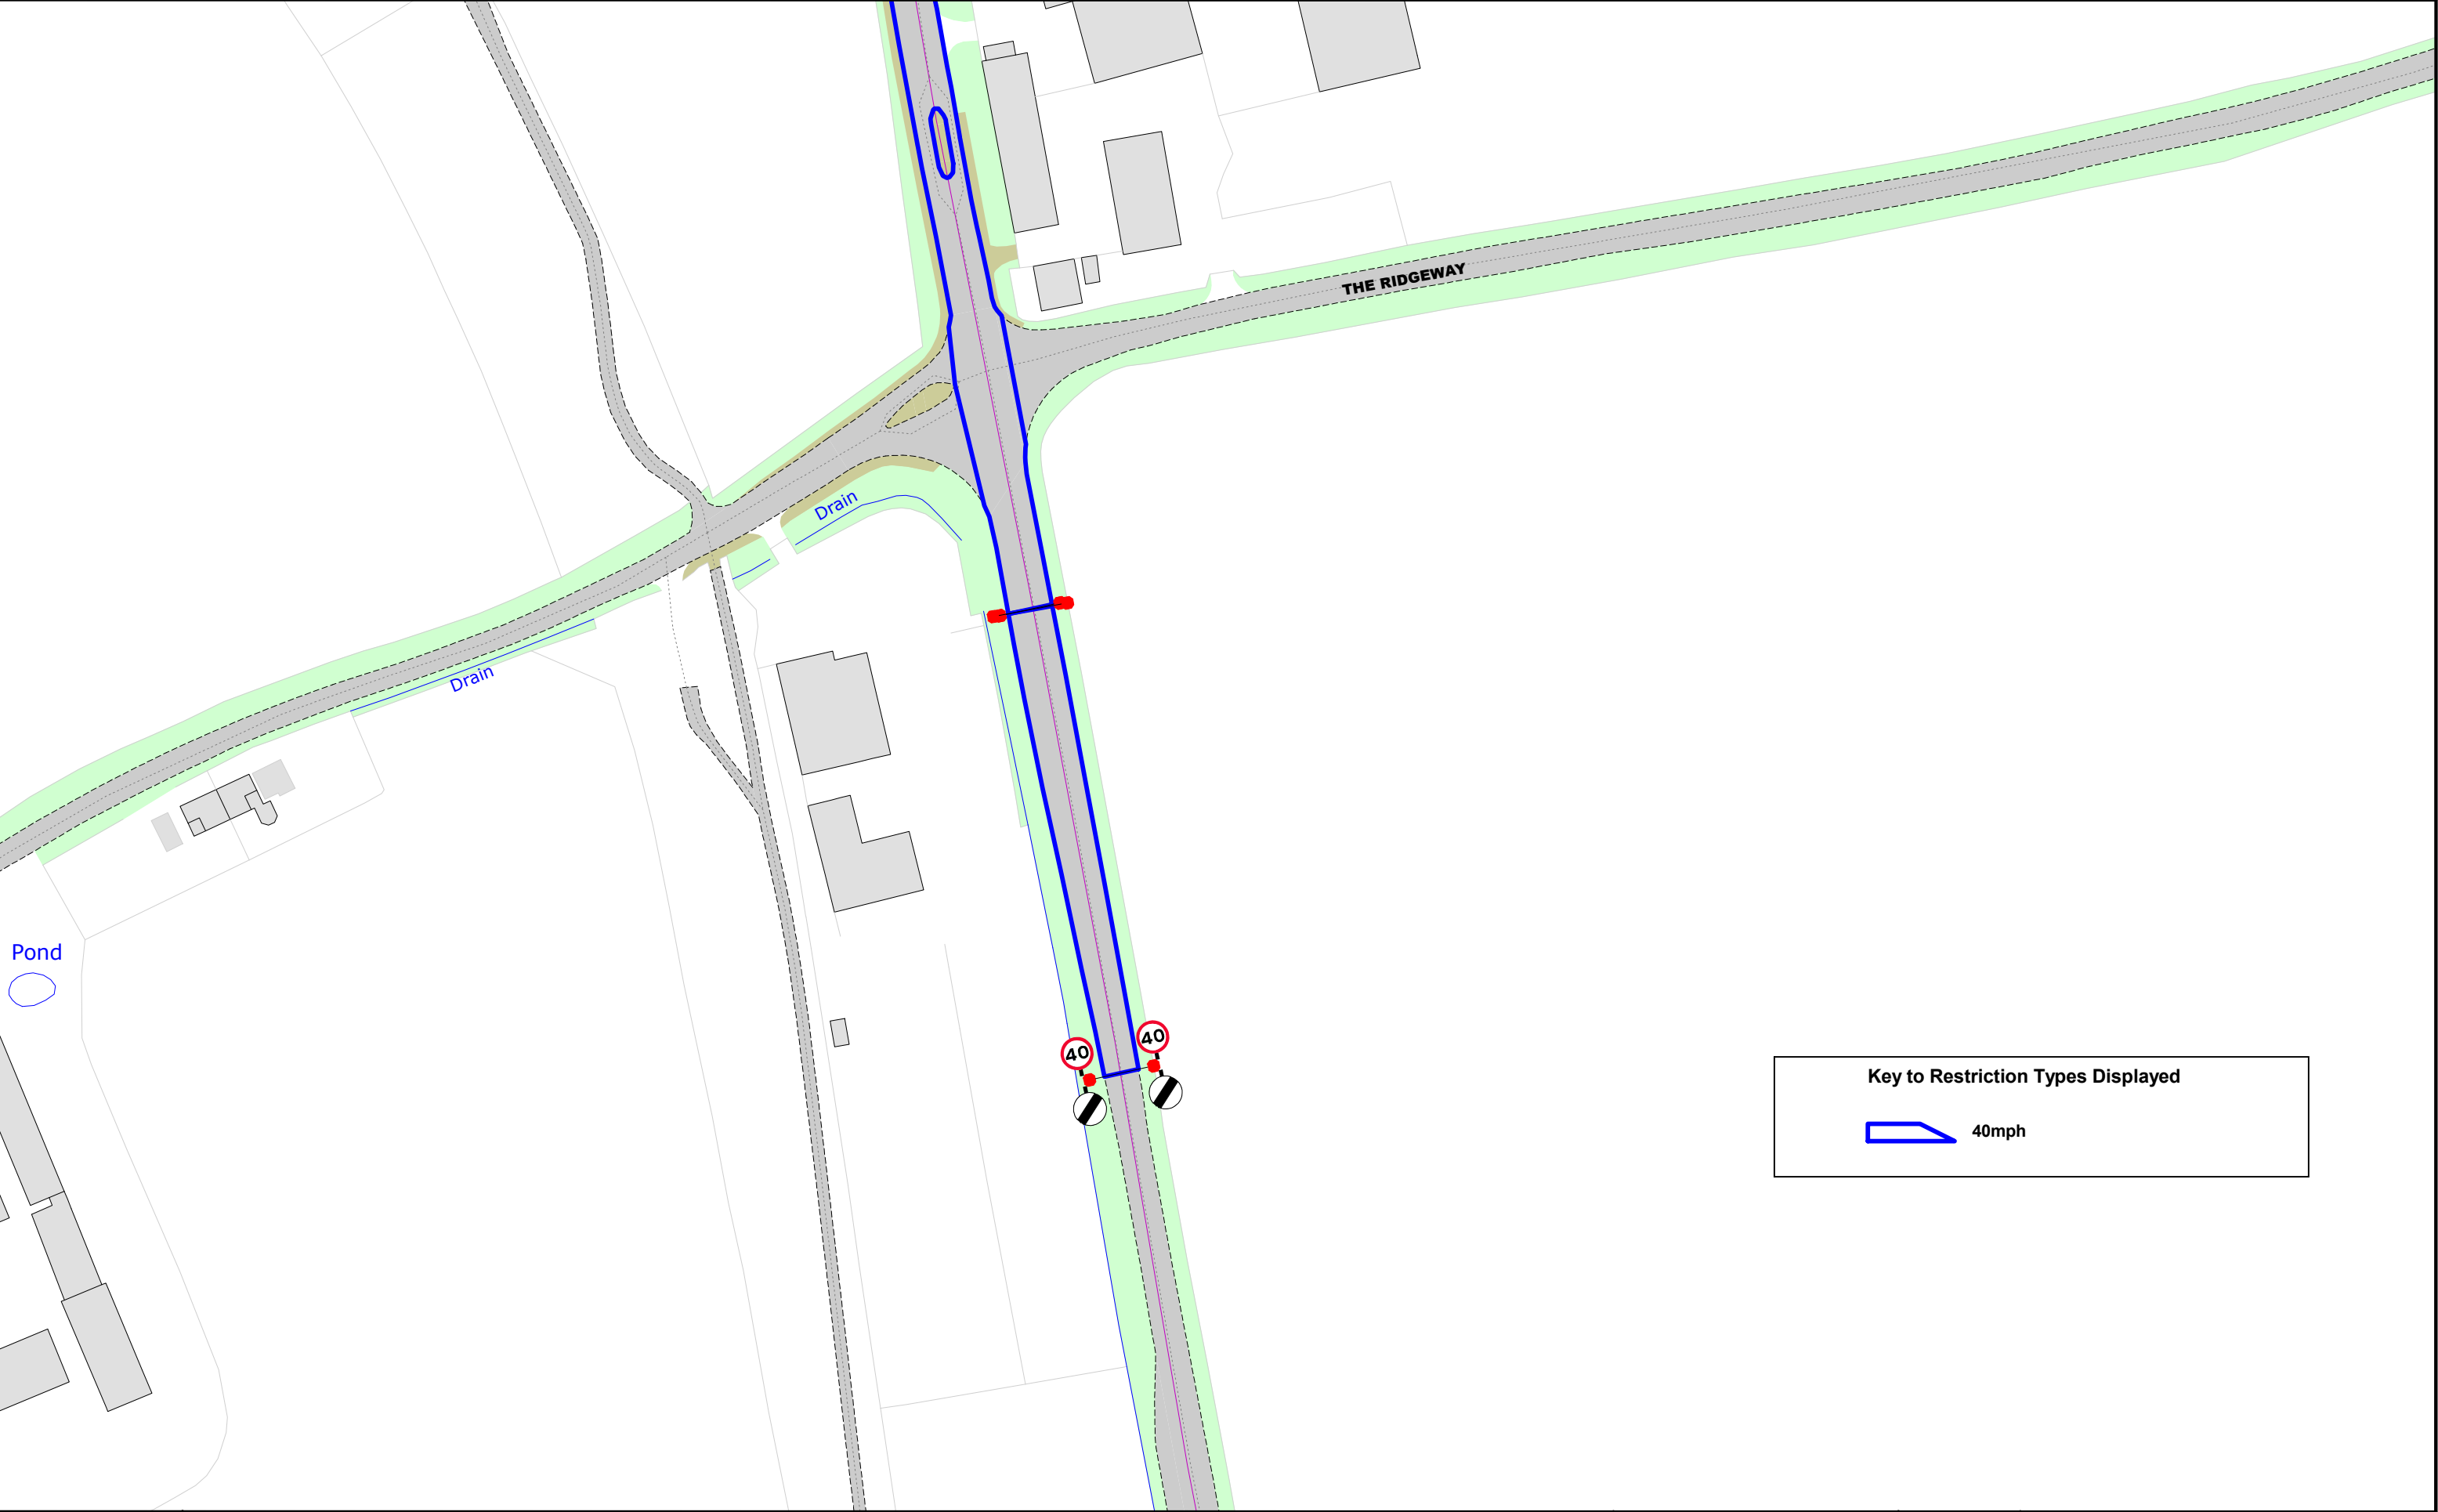 THE RIDGEWAY
Drain
Drain
Pond
40
40
Key to Restriction Types Displayed
40mph